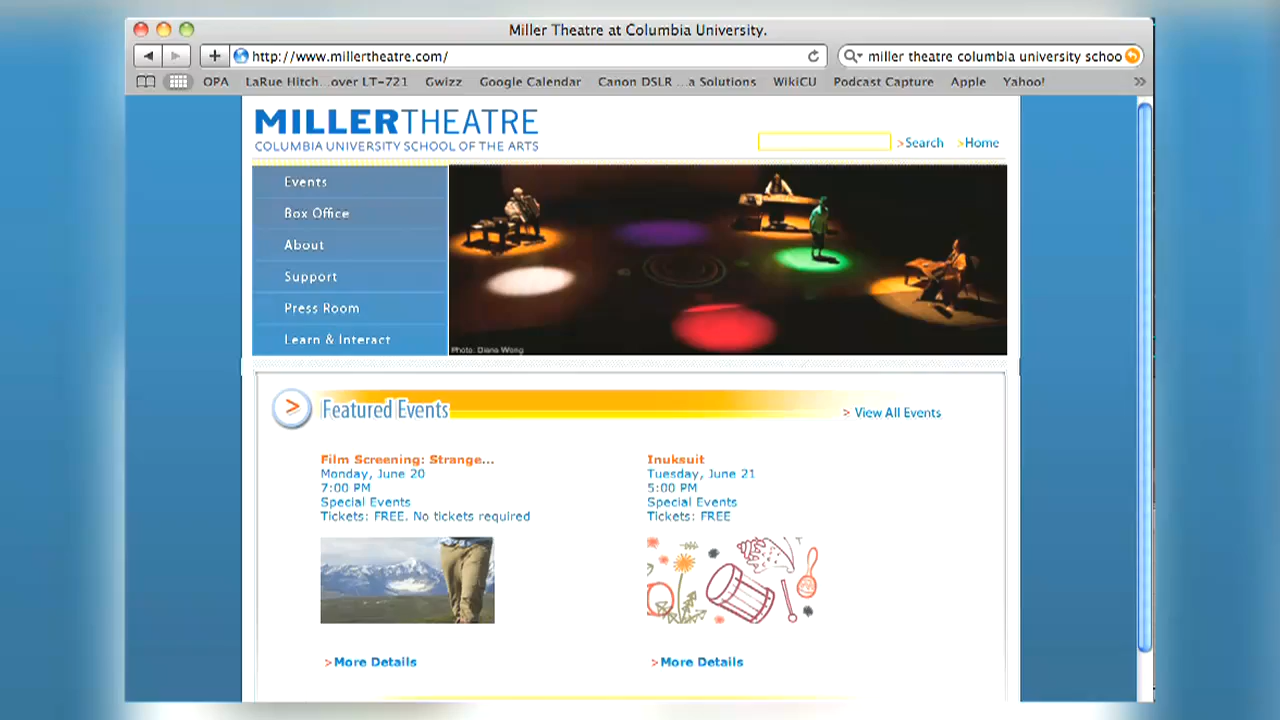 Miller Theatre at Columbia University.
http://www.millertheatre.com/
miller theatre columbia university schoo
OPA LaRue Hitch...over LT-721 Gwizz Google Calendar Canon DSLR ...a Solutions WikiCU Podcast Capture Apple Yahoo!
MILLERTHEATRE
COLUMBIA UNIVERSITY SCHOOL OF THE ARTS
>Search >Home
Events
Box Office
About
Support
Press Room
Learn & Interact
Photo: Diana Wong
> Featured Events
> View All Events
Film Screening: Strange...
Monday, June 20
7:00 PM
Special Events
Tickets: FREE. No tickets required
>More Details
Inuksuit
Tuesday, June 21
5:00 PM
Special Events
Tickets: FREE
>More Details